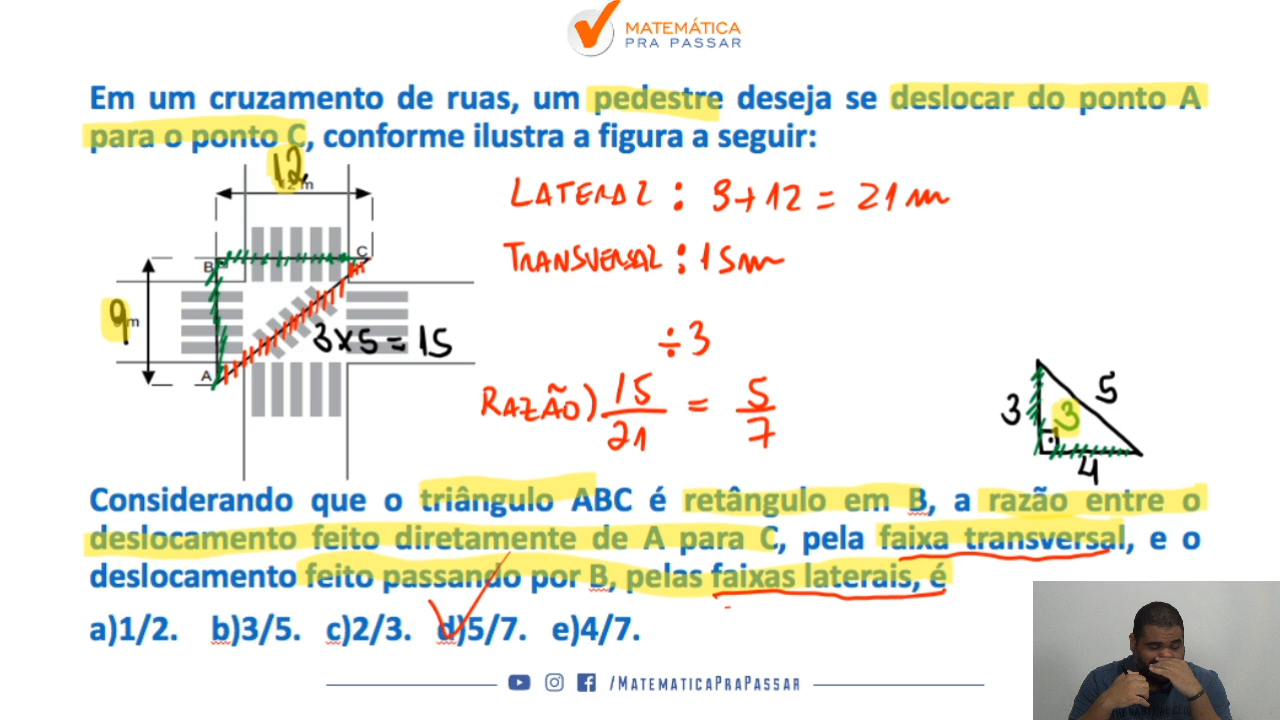 MATEMÁTICA
PRA PASSAR
Em um cruzamento de ruas, um pedestre deseja se deslocar do ponto A
para o ponto C, conforme ilustra a figura a seguir:
12
m
B
C
9
m
A
3x5=15
LATERAL : 9+12 = 21m
TRANSVERSAL : 15m
÷3
RAZÃO) 15/21 = 5/7
3
3
5
4
Considerando que o triângulo ABC é retângulo em B, a razão entre o
deslocamento feito diretamente de A para C, pela faixa transversal, e o
deslocamento feito passando por B, pelas faixas laterais, é
a)1/2. b)3/5. c)2/3. d)5/7. e)4/7.
/MATEMATICAPRAPASSAR